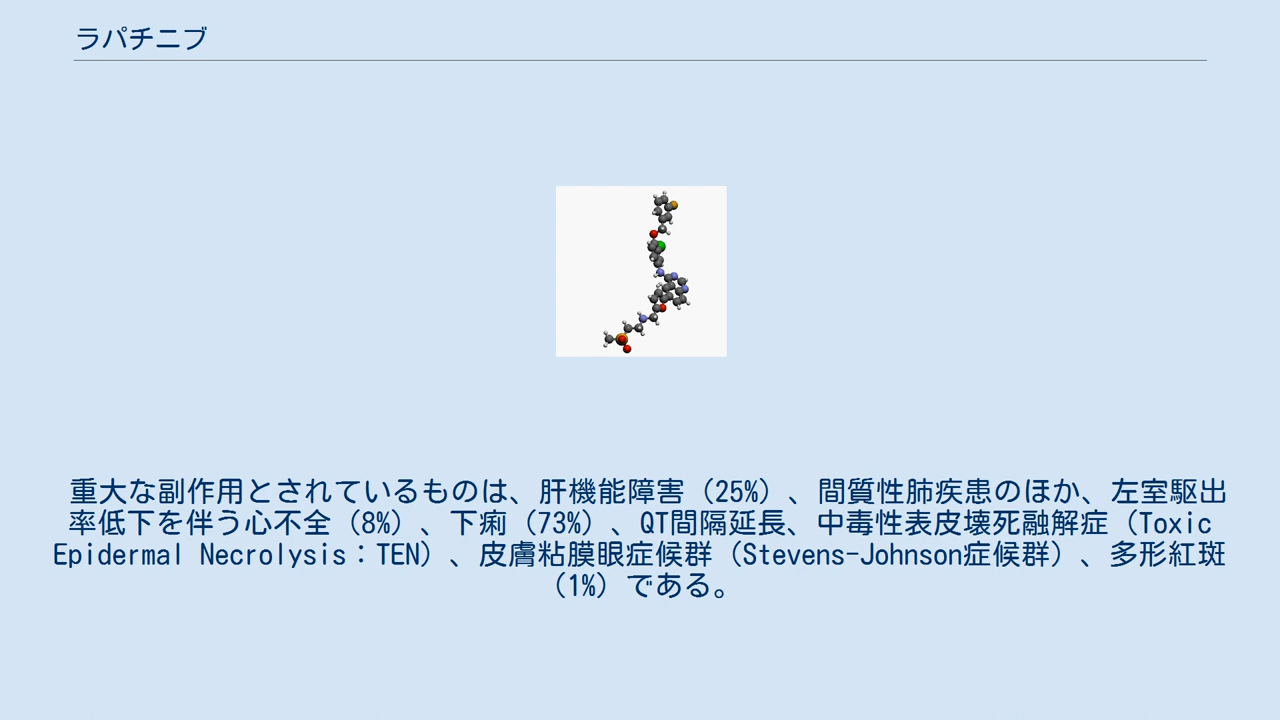 ラパチニブ
重大な副作用とされているものは、肝機能障害（25%）、間質性肺疾患のほか、左室駆出
率低下を伴う心不全（8%）、下痢（73%）、QT間隔延長、中毒性表皮壊死融解症（Toxic
Epidermal Necrolysis：TEN）、皮膚粘膜眼症候群（Stevens-Johnson症候群）、多形紅斑
（1%）である。